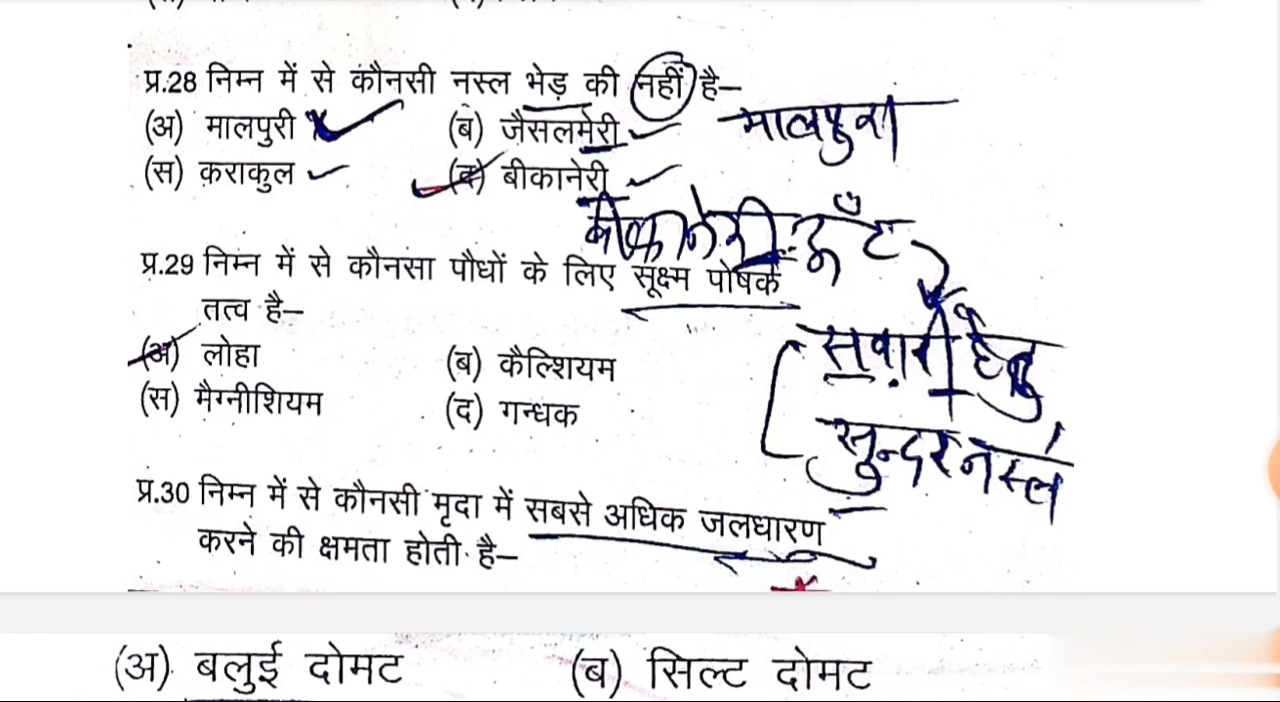 प्र.28 निम्न में से कौनसी नस्ल भेड़ की नहीं है–
(अ) मालपुरी (ब) जैसलमेरी मालपुरा
(स) क़राकुल (द) बीकानेरी
बीकानेरी ऊँट
प्र.29 निम्न में से कौनसा पौधों के लिए सूक्ष्म पोषक
तत्व है–
(अ) लोहा (ब) कैल्शियम सवारी हेतु
(स) मैग्नीशियम (द) गन्धक सुन्दर नस्ल
प्र.30 निम्न में से कौनसी मृदा में सबसे अधिक जलधारण
करने की क्षमता होती है–
(अ) बलुई दोमट (ब) सिल्ट दोमट